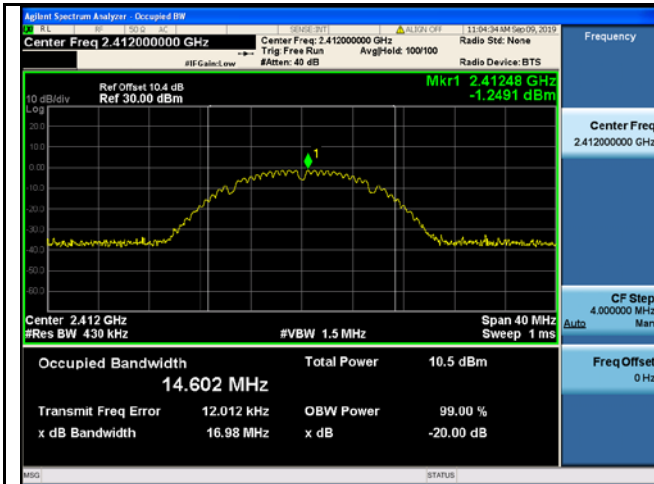 Agilent Spectrum Analyzer - Occupied BW
RL RF 50 Ω AC SENSE:INT ALIGN OFF 11:04:34 AM Sep 09, 2019
Center Freq 2.412000000 GHz
Center Freq: 2.412000000 GHz
Radio Std: None
Trig: Free Run Avg|Hold: 100/100
#IFGain:Low #Atten: 40 dB Radio Device: BTS
Frequency
Ref Offset 10.4 dB
Mkr1 2.41248 GHz
10 dB/div Ref 30.00 dBm -1.2491 dBm
Log
20.0
10.0
0.00
-10.0
-20.0
-30.0
-40.0
-50.0
-60.0
1
Center 2.412 GHz Span 40 MHz
#Res BW 430 kHz #VBW 1.5 MHz Sweep 1 ms
Occupied Bandwidth Total Power 10.5 dBm
14.602 MHz
Transmit Freq Error 12.012 kHz OBW Power 99.00 %
x dB Bandwidth 16.98 MHz x dB -20.00 dB
Center Freq
2.412000000 GHz
CF Step
4.000000 MHz
Auto Man
Freq Offset
0 Hz
MSG STATUS